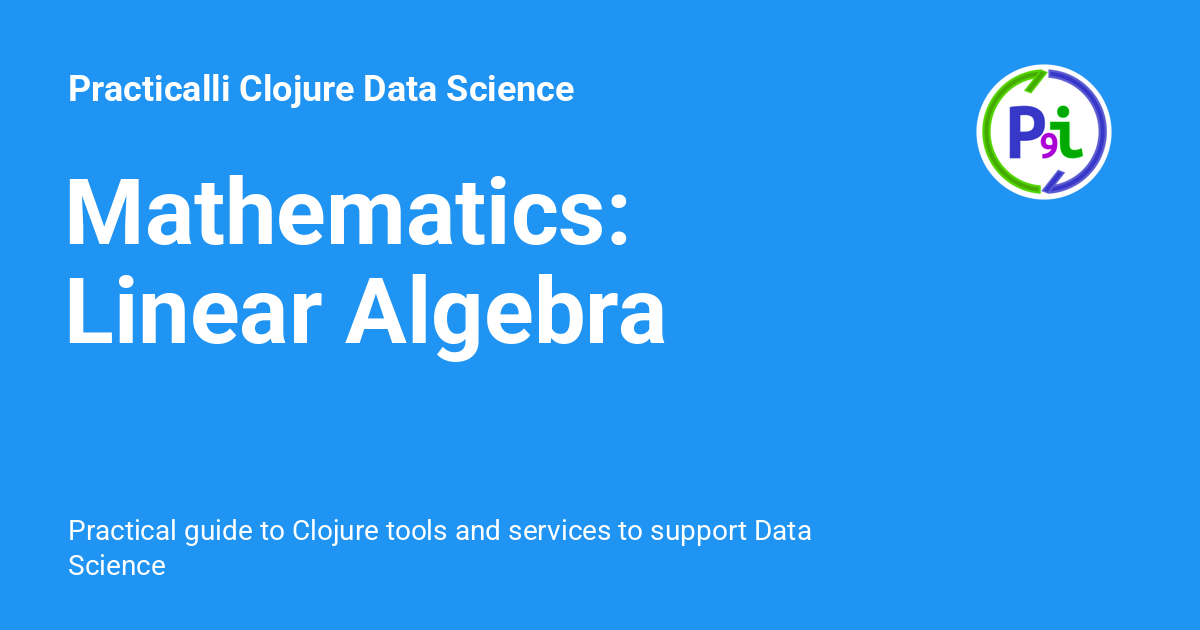 Practicalli Clojure Data Science
P9i
Mathematics:
Linear Algebra
Practical guide to Clojure tools and services to support Data
Science